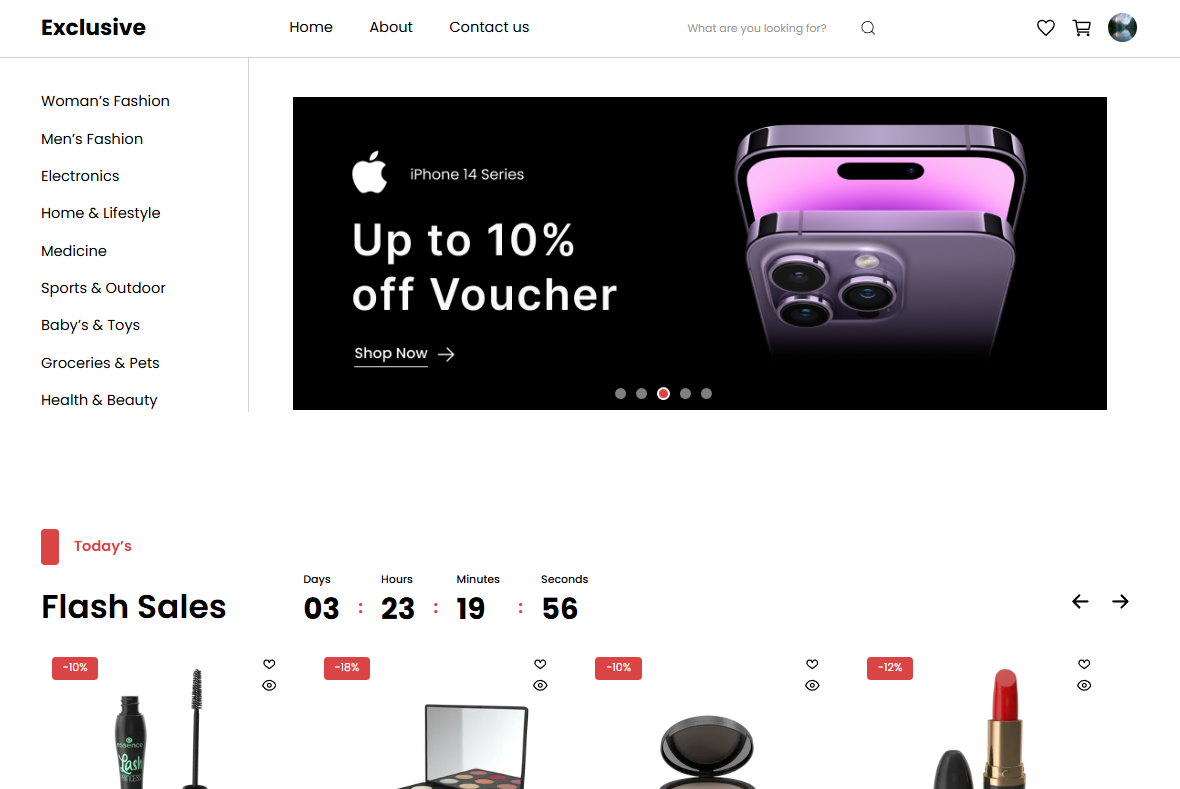 Exclusive
Home About Contact us
What are you looking for?
Woman’s Fashion
Men’s Fashion
Electronics
Home & Lifestyle
Medicine
Sports & Outdoor
Baby’s & Toys
Groceries & Pets
Health & Beauty
iPhone 14 Series
Up to 10%
off Voucher
Shop Now
Today’s
Flash Sales
Days Hours Minutes Seconds
03 : 23 : 19 : 56
-10% -18% -10% -12%
essence
Lash
PRINCESS